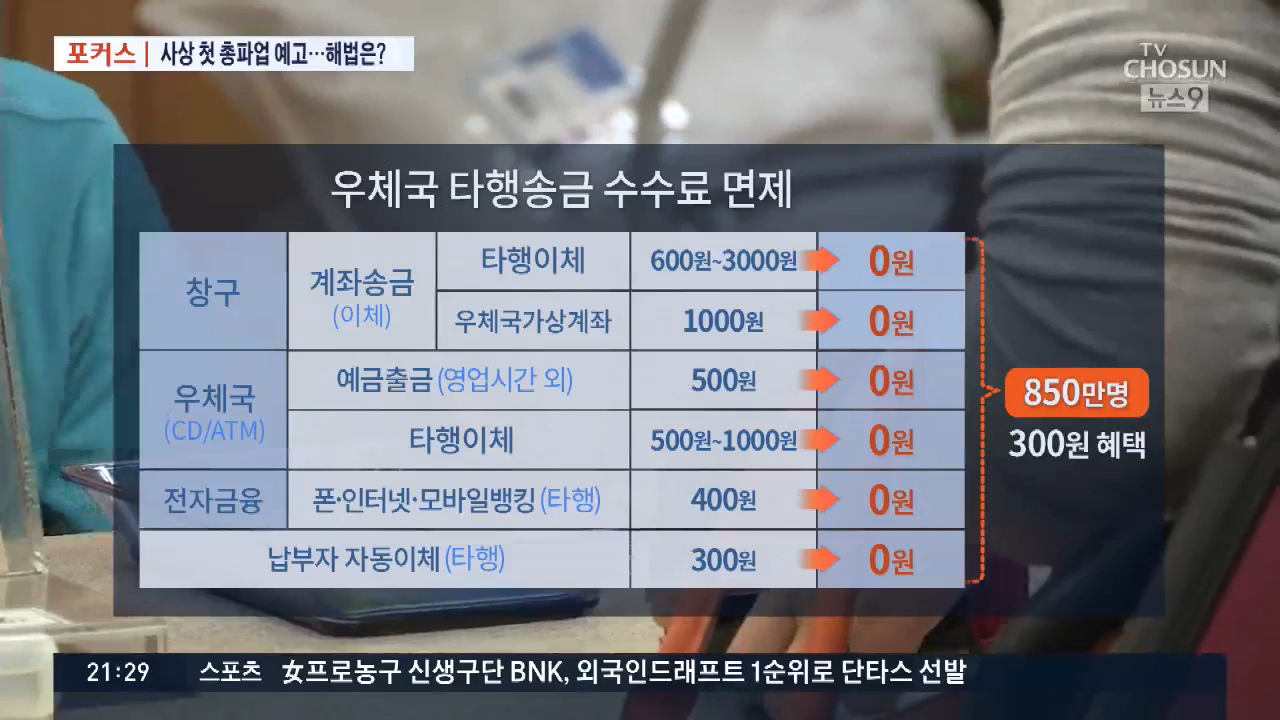 포커스 | 사상 첫 총파업 예고…해법은?
TV
CHOSUN
뉴스9
우체국 타행송금 수수료 면제
창구
계좌송금
(이체)
타행이체
600원~3000원
0원
우체국가상계좌
1000원
0원
우체국
(CD/ATM)
예금출금(영업시간 외)
500원
0원
타행이체
500원~1000원
0원
전자금융
폰·인터넷·모바일뱅킹(타행)
400원
0원
납부자 자동이체(타행)
300원
0원
850만명
300원 혜택
21:29 스포츠 女프로농구 신생구단 BNK, 외국인드래프트 1순위로 단타스 선발